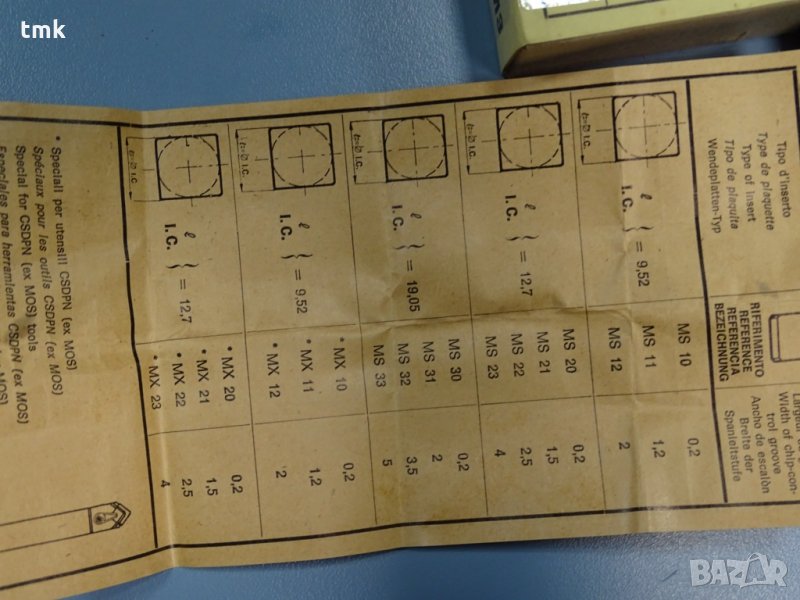 tmk
Tipo d'inserto
Type de plaquette
Type of insert
Tipo de plaquita
Wendeplatten-Typ
RIFERIMENTO
REFERENCE
REFERENCIA
BEZEICHNUNG
Width of chip-con-
trol groove
Ancho de escalòn
Breite der
Spanleitstufe
l = ∅ I.C.
ℓ
I.C. } = 9,52
MS 10 0,2
MS 11 1,2
MS 12 2
l = ∅ I.C.
ℓ
I.C. } = 12,7
MS 20 0,2
MS 21 1,5
MS 22 2,5
MS 23 4
l = ∅ I.C.
ℓ
I.C. } = 19,05
MS 30 0,2
MS 31 2
MS 32 3,5
MS 33 5
l = ∅ I.C.
ℓ
I.C. } = 9,52
* MX 10 0,2
* MX 11 1,2
* MX 12 2
l = ∅ I.C.
ℓ
I.C. } = 12,7
* MX 20 0,2
* MX 21 1,5
* MX 22 2,5
* MX 23 4
* Speciali per utensili CSDPN (ex MOS)
Spéciaux pour les outils CSDPN (ex MOS)
Special for CSDPN (ex MOS) tools
Especiales para herramientas CSDPN (ex MOS)
BAZAR